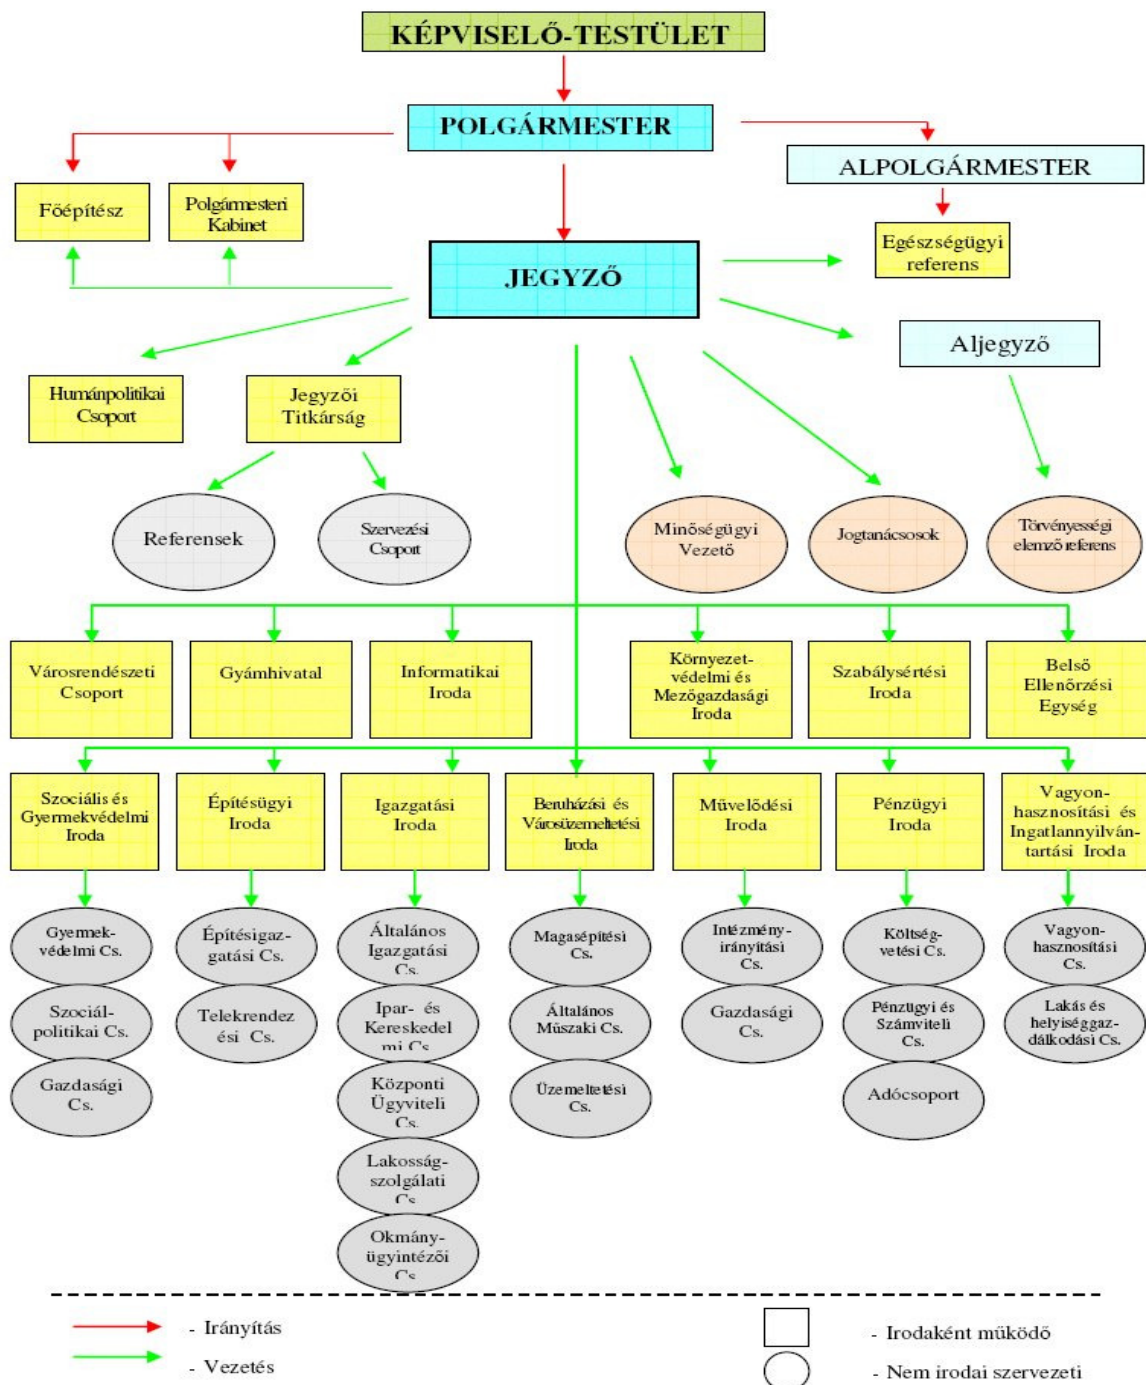 KÉPVISELŐ-TESTÜLET
POLGÁRMESTER
ALPOLGÁRMESTER
Főépítész
Polgármesteri
Kabinet
Egészségügyi
referens
JEGYZŐ
Aljegyző
Humánpolitikai
Csoport
Jegyzői
Titkárság
Referensek
Szervezési
Csoport
Minőségügyi
Vezető
Jogtanácsosok
Törvényességi
elemző referens
Városrendészeti
Csoport
Gyámhivatal
Informatikai
Iroda
Környezet-
védelmi és
Mezőgazdasági
Iroda
Szabálysértési
Iroda
Belső
Ellenőrzési
Egység
Szociális és
Gyermekvédelmi
Iroda
Építésügyi
Iroda
Igazgatási
Iroda
Beruházási és
Városüzemeltetési
Iroda
Művelődési
Iroda
Pénzügyi
Iroda
Vagyon-
hasznosítási és
Ingatlannyilván-
tartási Iroda
Gyermek-
védelmi Cs.
Szociál-
politikai Cs.
Gazdasági
Cs.
Építésigaz-
gatási Cs.
Telekrendez
ési Cs.
Általános
Igazgatási
Cs.
Ipar- és
Kereskedel
mi Cs.
Központi
Ügyviteli
Cs.
Lakosság-
szolgálati
Cs.
Okmány-
ügyintézői
Cs.
Magasépítési
Cs.
Általános
Műszaki Cs.
Üzemeltetési
Cs.
Intézmény-
irányítási
Cs.
Gazdasági
Cs.
Költség-
vetési Cs.
Pénzügyi és
Számviteli
Cs.
Adócsoport
Vagyon-
hasznosítási
Cs.
Lakás és
helyiséggaz-
dálkodási Cs.
- Irányítás
- Vezetés
- Irodaként működő
- Nem irodai szervezeti